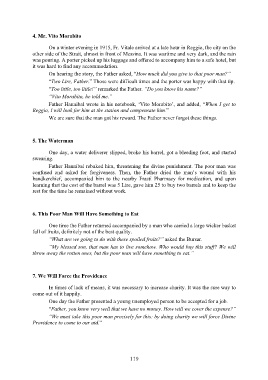 4. Mr. Vito Morabito
On a winter evening in 1915, Fr. Vitale arrived at a late hour in Reggio, the city on the
other side of the Strait, almost in front of Messina. It was wartime and very dark, and the rain
was pouring. A porter picked up his luggage and offered to accompany him to a safe hotel, but
it was hard to find any accommodation.
On hearing the story, the Father asked, "How much did you give to that poor man?"
"Two Lire, Father." Those were difficult times and the porter was happy with that tip.
"Too little, too little!" remarked the Father. "Do you know his name?"
"Vito Morabito, he told me."
Father Hannibal wrote in his notebook, 'Vito Morabito', and added, "When I get to
Reggio, I will look for him at the station and compensate him".
We are sure that the man got his reward. The Father never forgot these things.
5. The Waterman
One day, a water deliverer slipped, broke his barrel, got a bleeding foot, and started
swearing.
Father Hannibal rebuked him, threatening the divine punishment. The poor man was
confused and asked for forgiveness. Then, the Father dried the man's wound with his
handkerchief, accompanied him to the nearby Frazé Pharmacy for medication, and upon
learning that the cost of the barrel was 5 Lire, gave him 25 to buy two barrels and to keep the
rest for the time he remained without work.
6. This Poor Man Will Have Something to Eat
One time the Father returned accompanied by a man who carried a large wicker basket
full of fruits, definitely not of the best quality.
"What are we going to do with these spoiled fruits?" asked the Bursar.
"My blessed son, that man has to live somehow. Who would buy this stuff? We will
throw away the rotten ones, but the poor man will have something to eat."
7. We Will Force the Providence
In times of lack of means, it was necessary to exercise charity. It was the sure way to
come out of it happily.
One day the Father presented a young unemployed person to be accepted for a job.
"Father, you know very well that we have no money. How will we cover the expense?"
"We must take this poor man precisely for this: by doing charity we will force Divine
Providence to come to our aid."
119